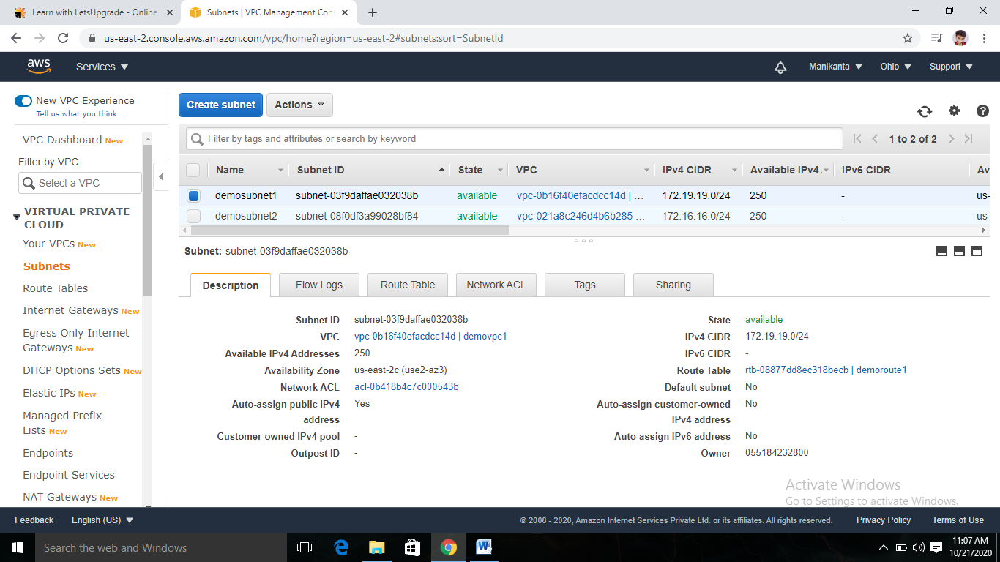 Learn with LetsUpgrade - Online
Subnets | VPC Management Con
us-east-2.console.aws.amazon.com/vpc/home?region=us-east-2#subnets:sort=SubnetId
aws
Services
Manikanta
Ohio
Support
New VPC Experience
Tell us what you think
VPC Dashboard New
Filter by VPC:
Select a VPC
VIRTUAL PRIVATE
CLOUD
Your VPCs New
Subnets
Route Tables
Internet Gateways New
Egress Only Internet
Gateways New
DHCP Options Sets New
Elastic IPs New
Managed Prefix
Lists New
Endpoints
Endpoint Services
NAT Gateways New
Create subnet
Actions
Filter by tags and attributes or search by keyword
1 to 2 of 2
Name Subnet ID State VPC IPv4 CIDR Available IPv4 IPv6 CIDR Av
demosubnet1 subnet-03f9daffae032038b available vpc-0b16f40efacdcc14d | … 172.19.19.0/24 250 - us-
demosubnet2 subnet-08f0df3a99028bf84 available vpc-021a8c246d4b6b285 … 172.16.16.0/24 250 - us-
Subnet: subnet-03f9daffae032038b
Description Flow Logs Route Table Network ACL Tags Sharing
Subnet ID subnet-03f9daffae032038b State available
VPC vpc-0b16f40efacdcc14d | demovpc1 IPv4 CIDR 172.19.19.0/24
Available IPv4 Addresses 250 IPv6 CIDR -
Availability Zone us-east-2c (use2-az3) Route Table rtb-08877dd8ec318becb | demoroute1
Network ACL acl-0b418b4c7c000543b Default subnet No
Auto-assign public IPv4 Yes Auto-assign customer-owned No
address IPv4 address
Customer-owned IPv4 pool - Auto-assign IPv6 address No
Outpost ID - Owner 055184232800
Activate Windows
Go to Settings to activate Windows.
Feedback English (US) © 2008 - 2020, Amazon Internet Services Private Ltd. or its affiliates. All rights reserved. Privacy Policy Terms of Use
Search the web and Windows
11:07 AM
10/21/2020